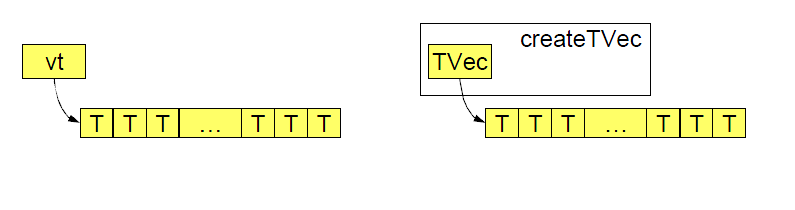 vt
T T T ... T T T
createTVec
TVec
T T T ... T T T